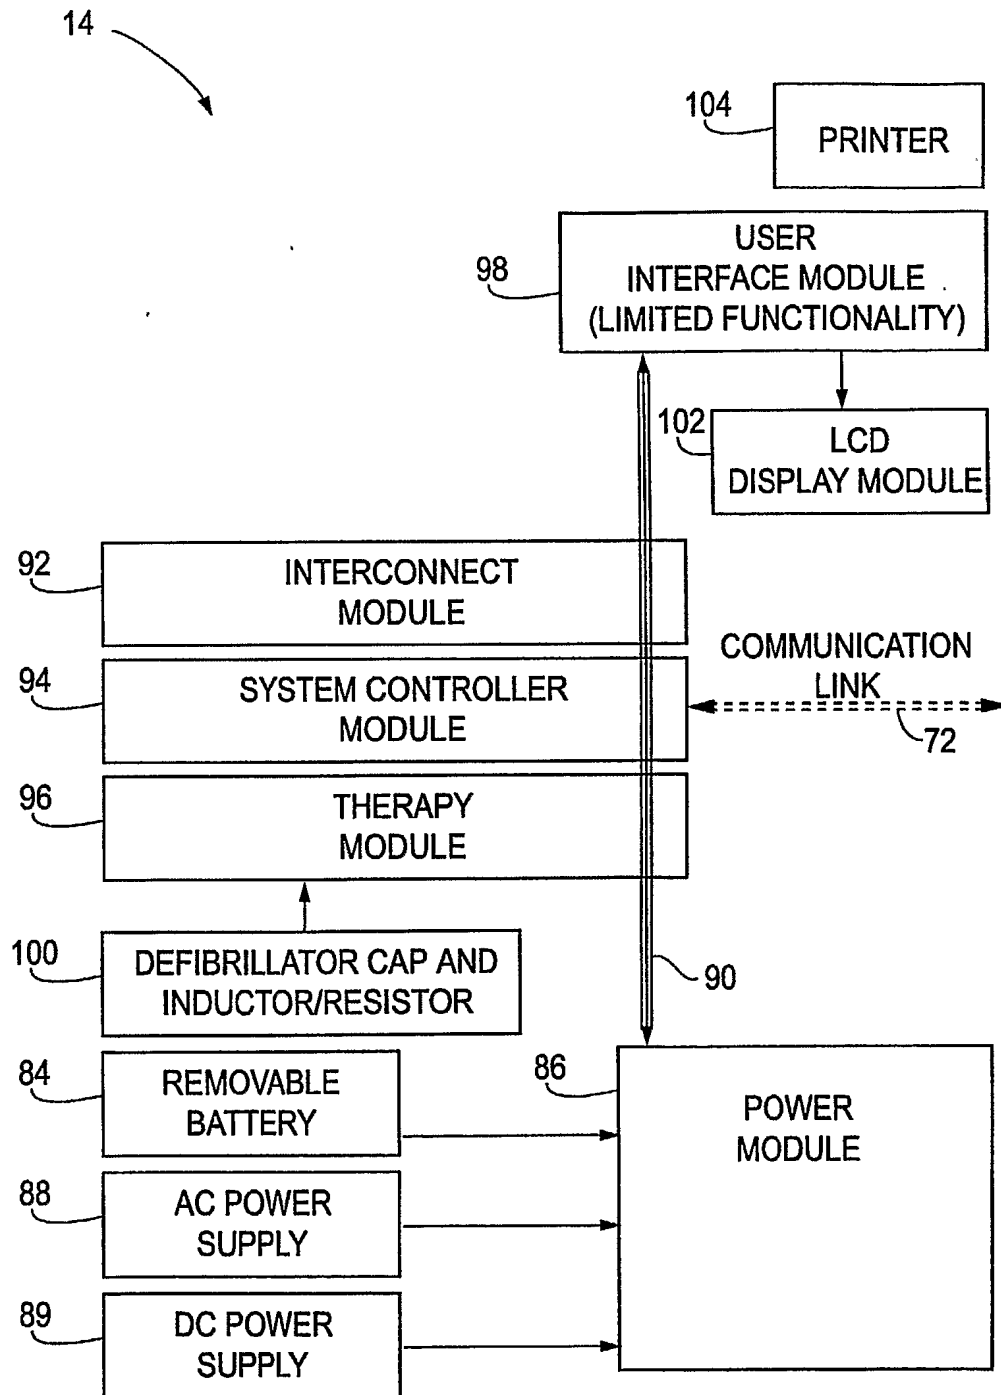 14
104
PRINTER
98
USER
INTERFACE MODULE
(LIMITED FUNCTIONALITY)
102
LCD
DISPLAY MODULE
92
INTERCONNECT
MODULE
94
SYSTEM CONTROLLER
MODULE
COMMUNICATION
LINK
72
96
THERAPY
MODULE
100
DEFIBRILLATOR CAP AND
INDUCTOR/RESISTOR
90
84
REMOVABLE
BATTERY
86
POWER
MODULE
88
AC POWER
SUPPLY
89
DC POWER
SUPPLY